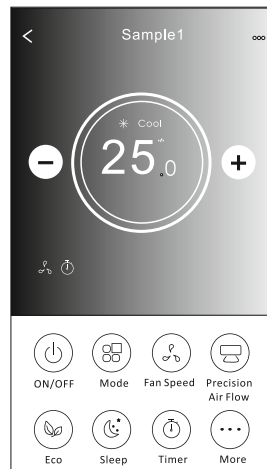 Sample1
Cool
25.0
ON/OFF
Mode
Fan Speed
Precision
Air Flow
Eco
Sleep
Timer
More